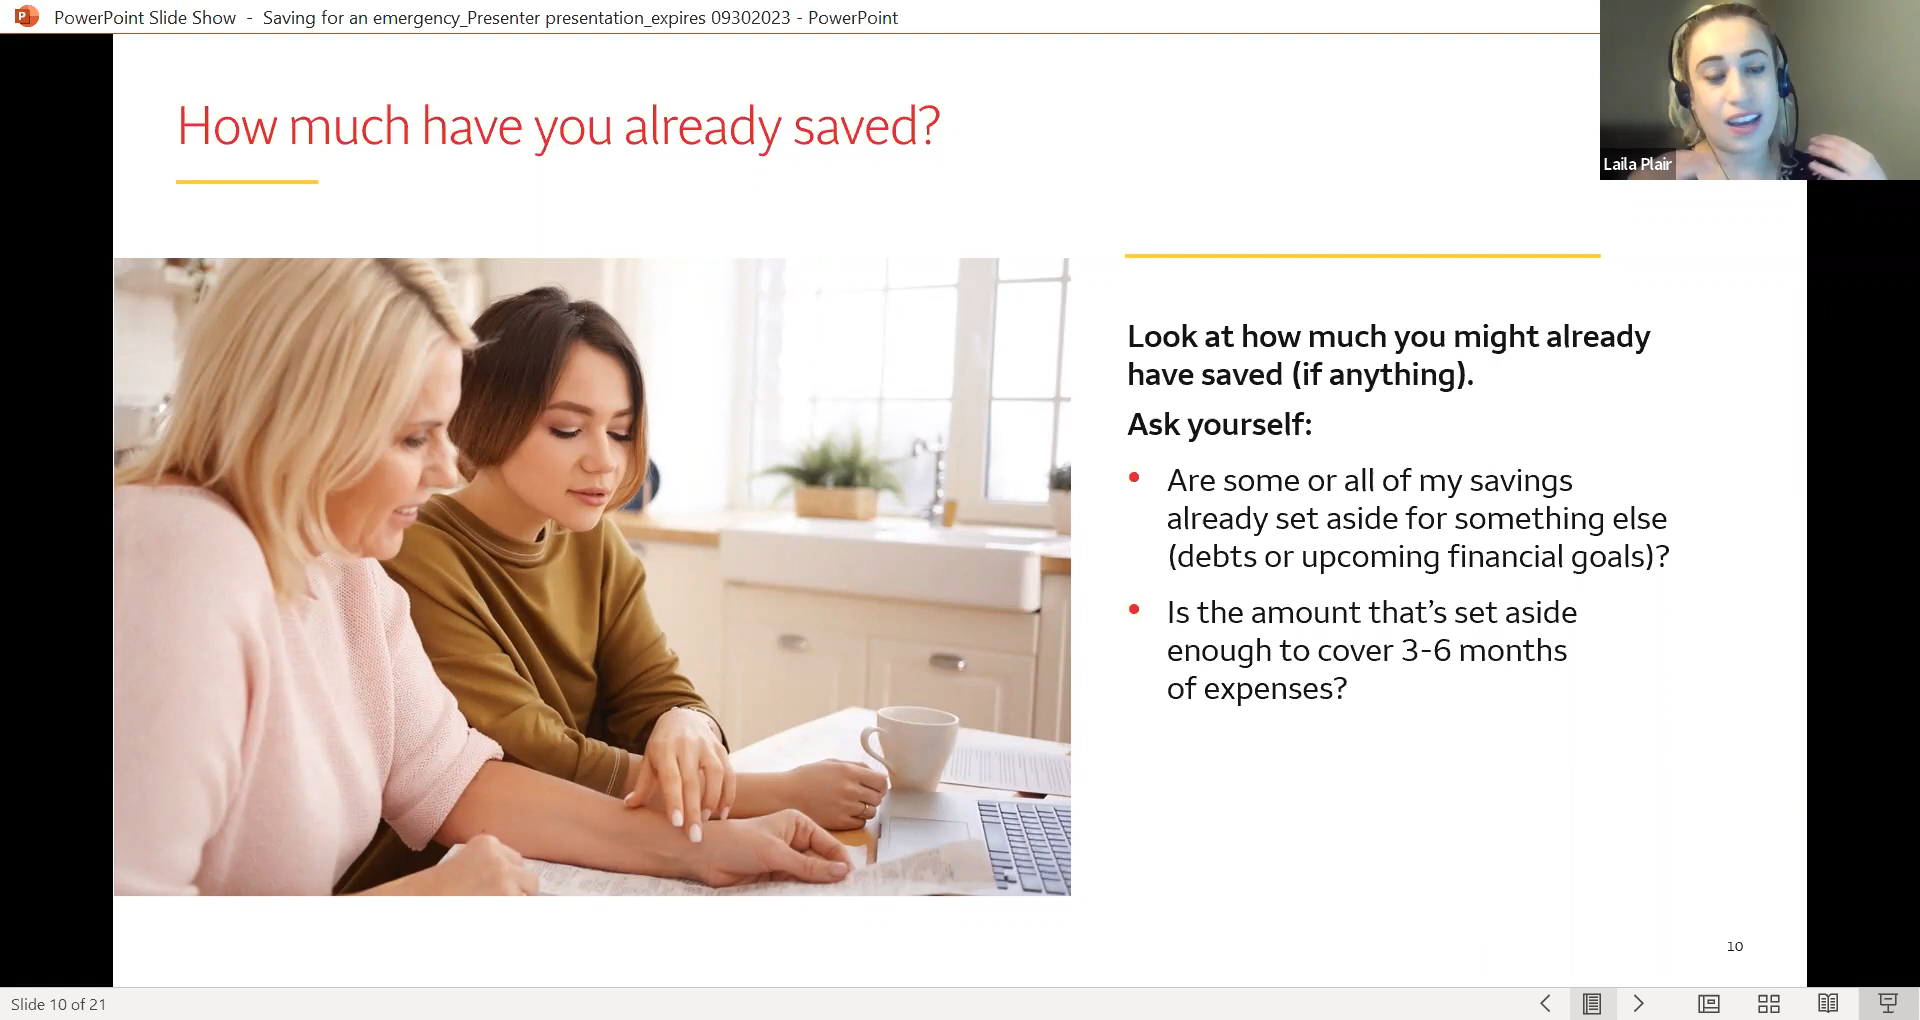 PowerPoint Slide Show - Saving for an emergency_Presenter presentation_expires 09302023 - PowerPoint
Laila Plair
How much have you already saved?
Look at how much you might already
have saved (if anything).
Ask yourself:
• Are some or all of my savings
already set aside for something else
(debts or upcoming financial goals)?
• Is the amount that’s set aside
enough to cover 3-6 months
of expenses?
10
Slide 10 of 21